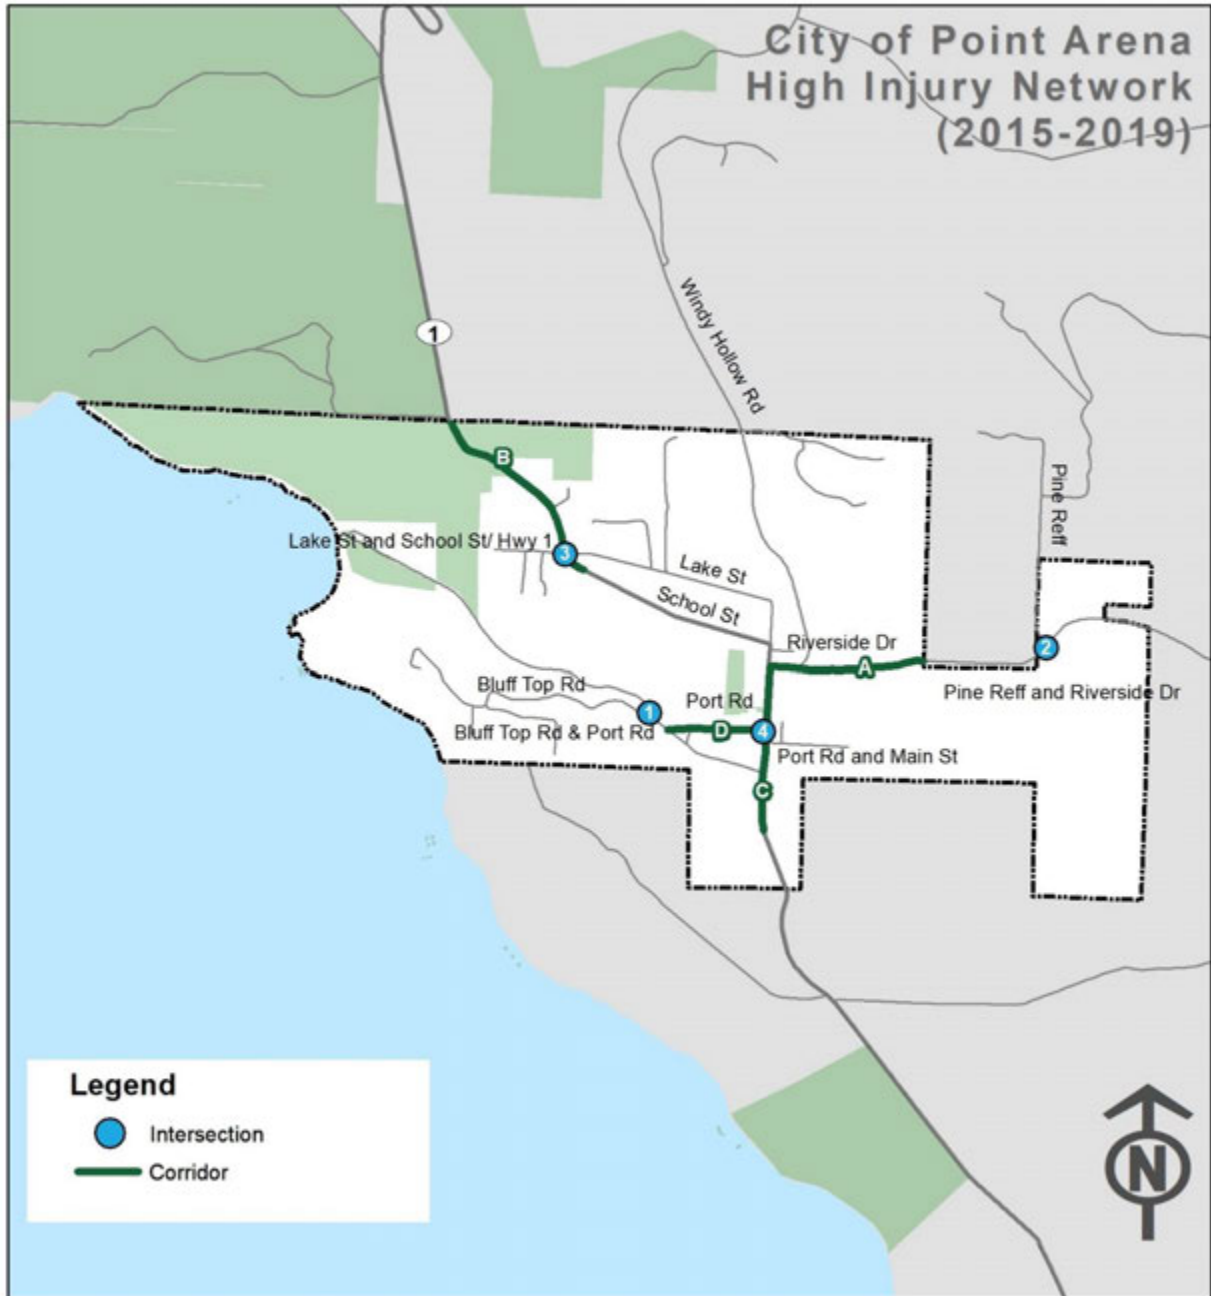 City of Point Arena
High Injury Network
(2015-2019)
1
Windy Hollow Rd
Pine Reff
B
Lake St and School St/ Hwy 1
3
Lake St
School St
Riverside Dr
A
2
Pine Reff and Riverside Dr
Bluff Top Rd
1
Port Rd
Bluff Top Rd & Port Rd
D
4
Port Rd and Main St
C
Legend
Intersection
Corridor
N